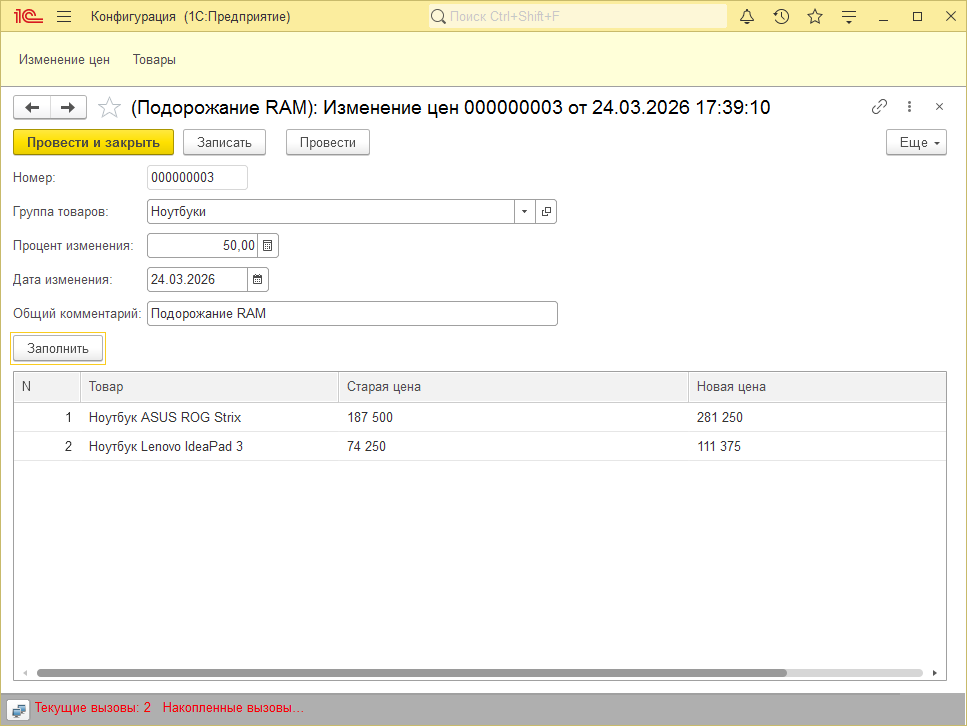 1С Конфигурация (1С:Предприятие) Поиск Ctrl+Shift+F
Изменение цен Товары
(Подорожание RAM): Изменение цен 000000003 от 24.03.2026 17:39:10
Провести и закрыть Записать Провести Еще
Номер: 000000003
Группа товаров: Ноутбуки
Процент изменения: 50,00
Дата изменения: 24.03.2026
Общий комментарий: Подорожание RAM
Заполнить
N Товар Старая цена Новая цена
1 Ноутбук ASUS ROG Strix 187 500 281 250
2 Ноутбук Lenovo IdeaPad 3 74 250 111 375
Текущие вызовы: 2 Накопленные вызовы...